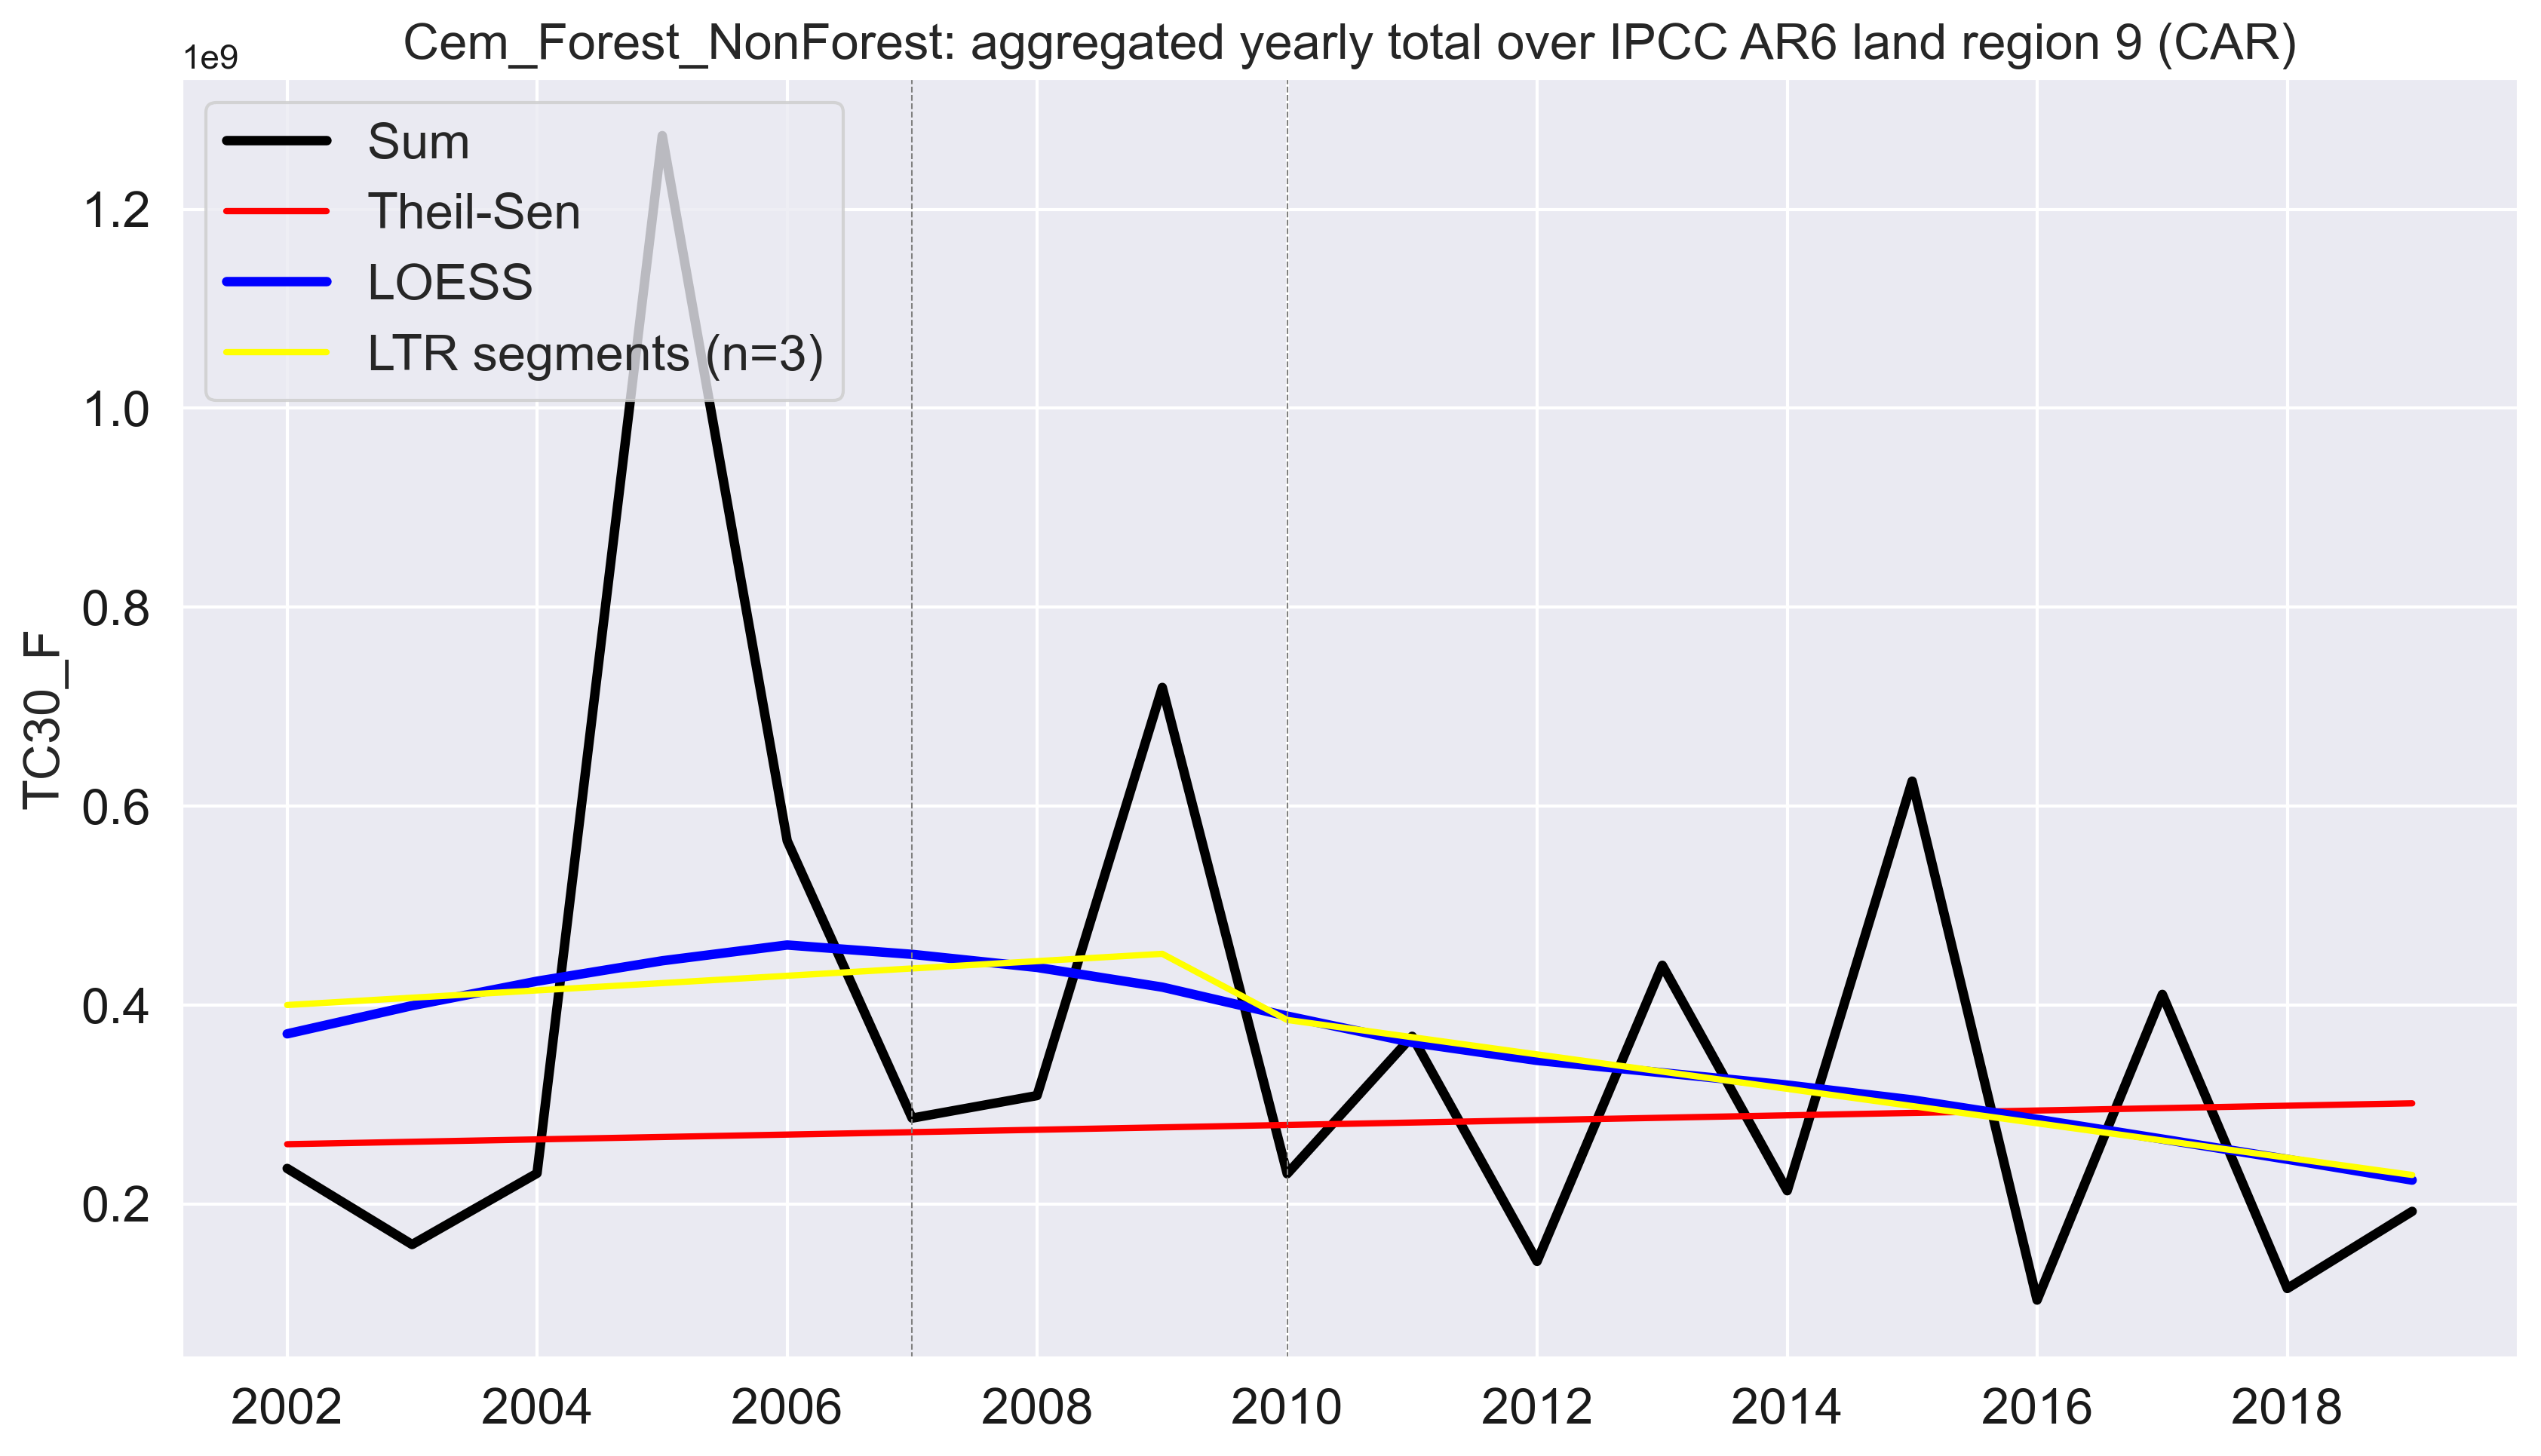 Cem_Forest_NonForest: aggregated yearly total over IPCC AR6 land region 9 (CAR)
1e9
Sum
Theil-Sen
LOESS
LTR segments (n=3)
1.2
1.0
0.8
0.6
0.4
0.2
TC30_F
2002 2004 2006 2008 2010 2012 2014 2016 2018